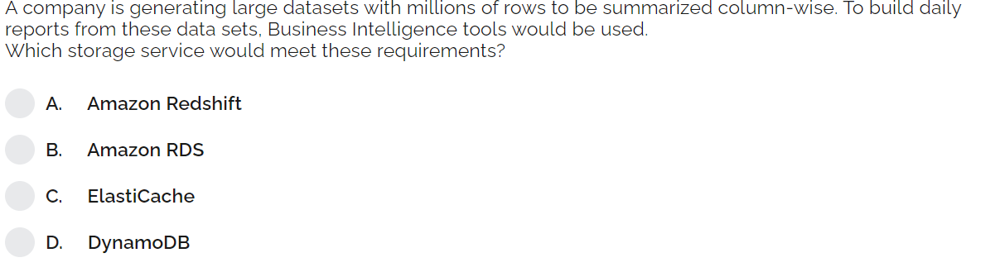 A company is generating large datasets with millions of rows to be summarized column-wise. To build daily
reports from these data sets, Business Intelligence tools would be used.
Which storage service would meet these requirements?
A. Amazon Redshift
B. Amazon RDS
C. ElastiCache
D. DynamoDB